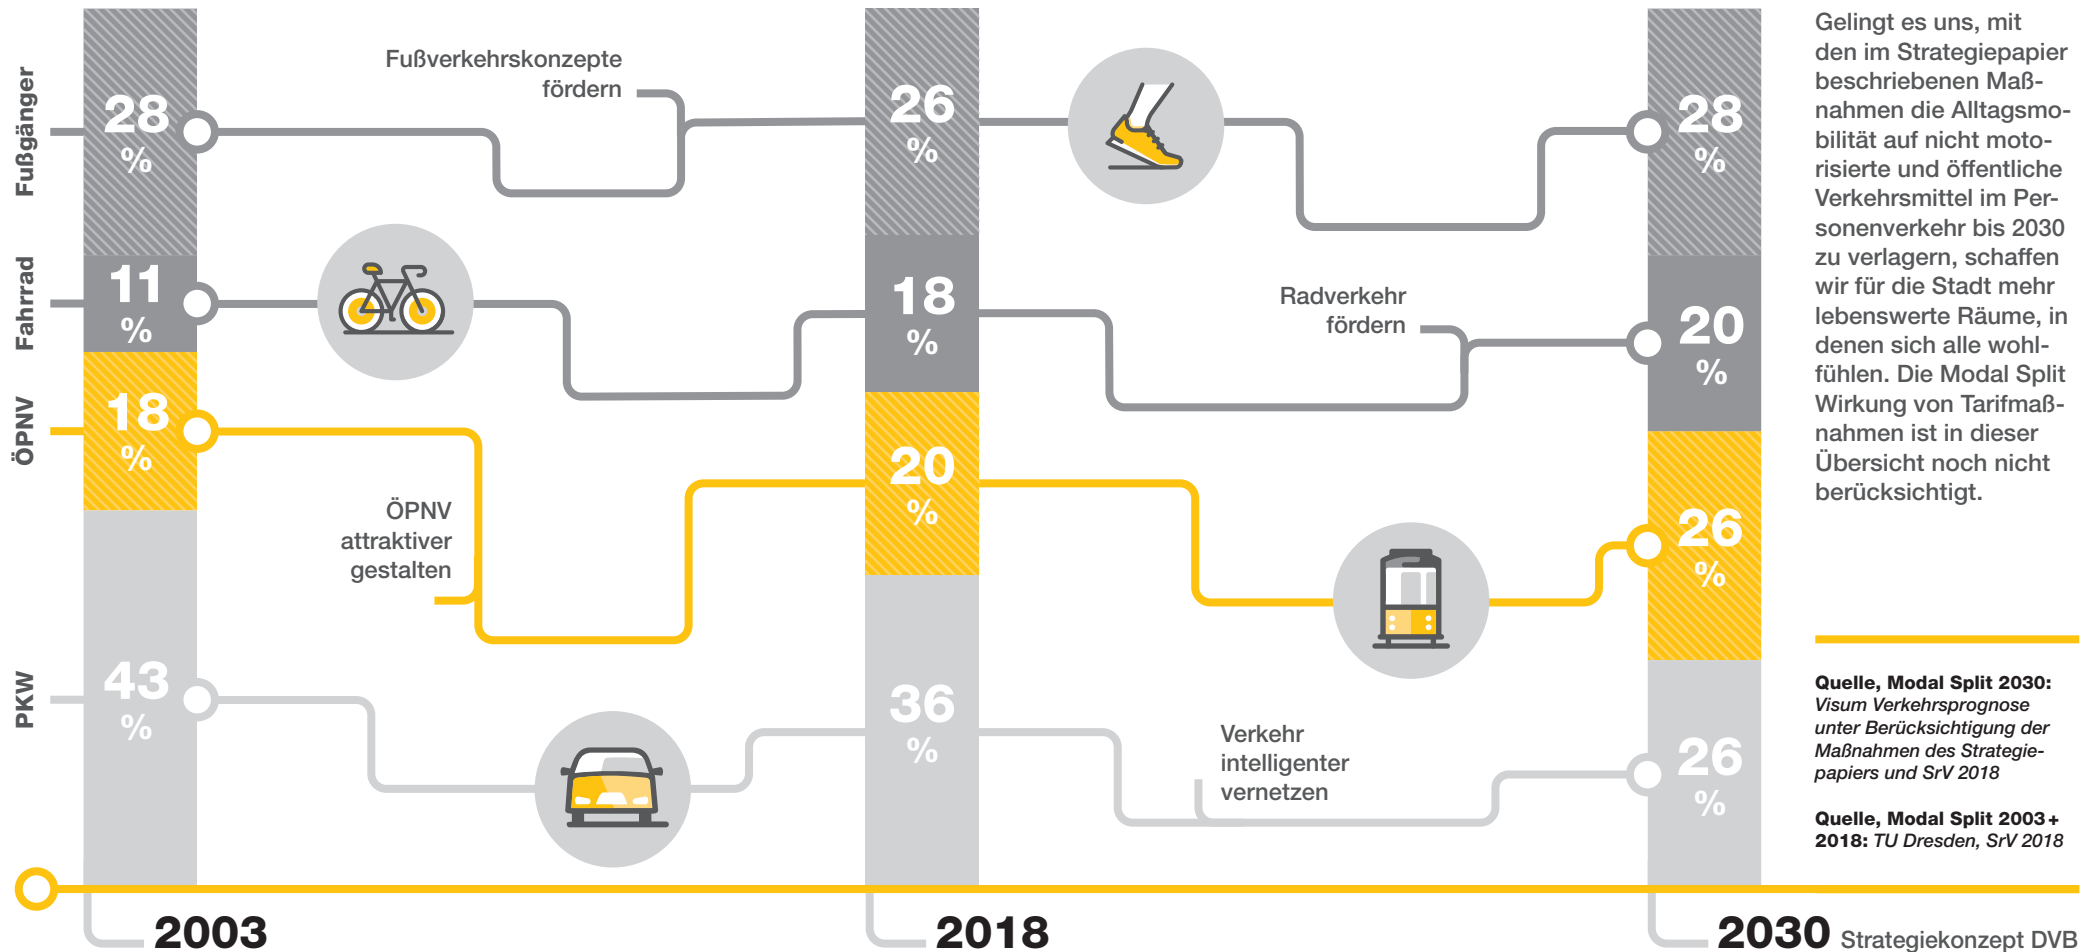 Fußgänger
28
%
Fußverkehrskonzepte
fördern
26
%
28
%
Fahrrad
11
%
18
%
Radverkehr
fördern
20
%
ÖPNV
18
%
ÖPNV
attraktiver
gestalten
20
%
26
%
PKW
43
%
36
%
Verkehr
intelligenter
vernetzen
26
%
2003
2018
2030 Strategiekonzept DVB
Gelingt es uns, mit
den im Strategiepapier
beschriebenen Maß-
nahmen die Alltagsmo-
bilität auf nicht moto-
risierte und öffentliche
Verkehrsmittel im Per-
sonenverkehr bis 2030
zu verlagern, schaffen
wir für die Stadt mehr
lebenswerte Räume, in
denen sich alle wohl-
fühlen. Die Modal Split
Wirkung von Tarifmaß-
nahmen ist in dieser
Übersicht noch nicht
berücksichtigt.
Quelle, Modal Split 2030:
Visum Verkehrsprognose
unter Berücksichtigung der
Maßnahmen des Strategie-
papiers und SrV 2018
Quelle, Modal Split 2003+
2018: TU Dresden, SrV 2018